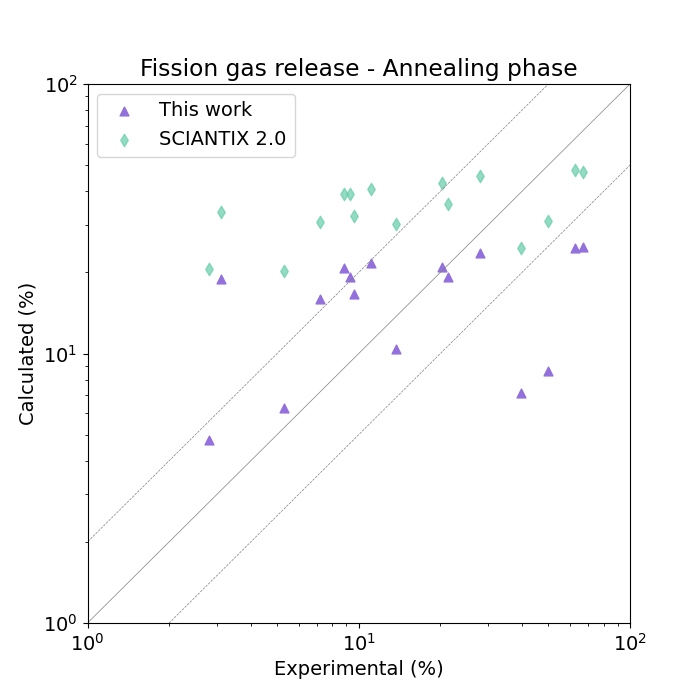 Fission gas release - Annealing phase
10²
This work
SCIANTIX 2.0
Calculated (%)
10¹
10⁰
10⁰ 10¹ 10²
Experimental (%)